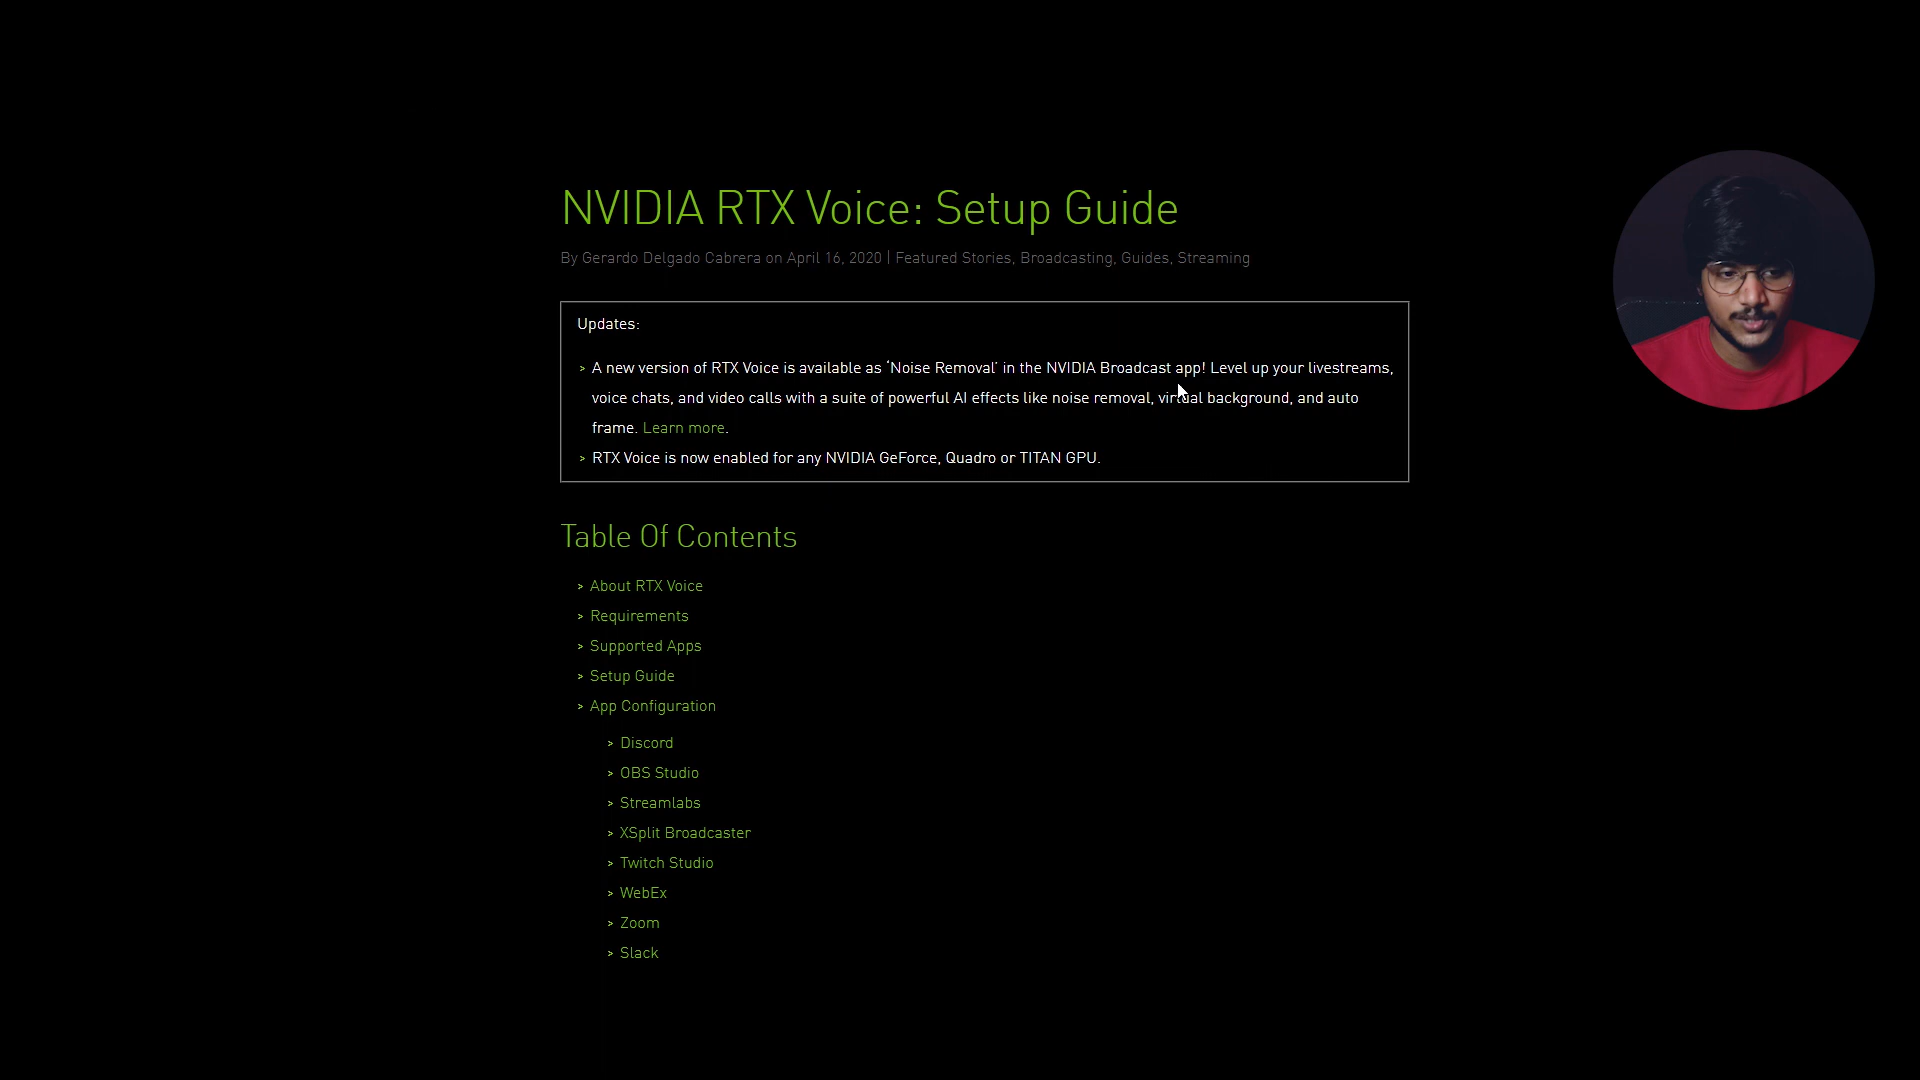 NVIDIA RTX Voice: Setup Guide
By Gerardo Delgado Cabrera on April 16, 2020 | Featured Stories, Broadcasting, Guides, Streaming
Updates:
> A new version of RTX Voice is available as ‘Noise Removal’ in the NVIDIA Broadcast app! Level up your livestreams,
voice chats, and video calls with a suite of powerful AI effects like noise removal, virtual background, and auto
frame. Learn more.
> RTX Voice is now enabled for any NVIDIA GeForce, Quadro or TITAN GPU.
Table Of Contents
> About RTX Voice
> Requirements
> Supported Apps
> Setup Guide
> App Configuration
> Discord
> OBS Studio
> Streamlabs
> XSplit Broadcaster
> Twitch Studio
> WebEx
> Zoom
> Slack